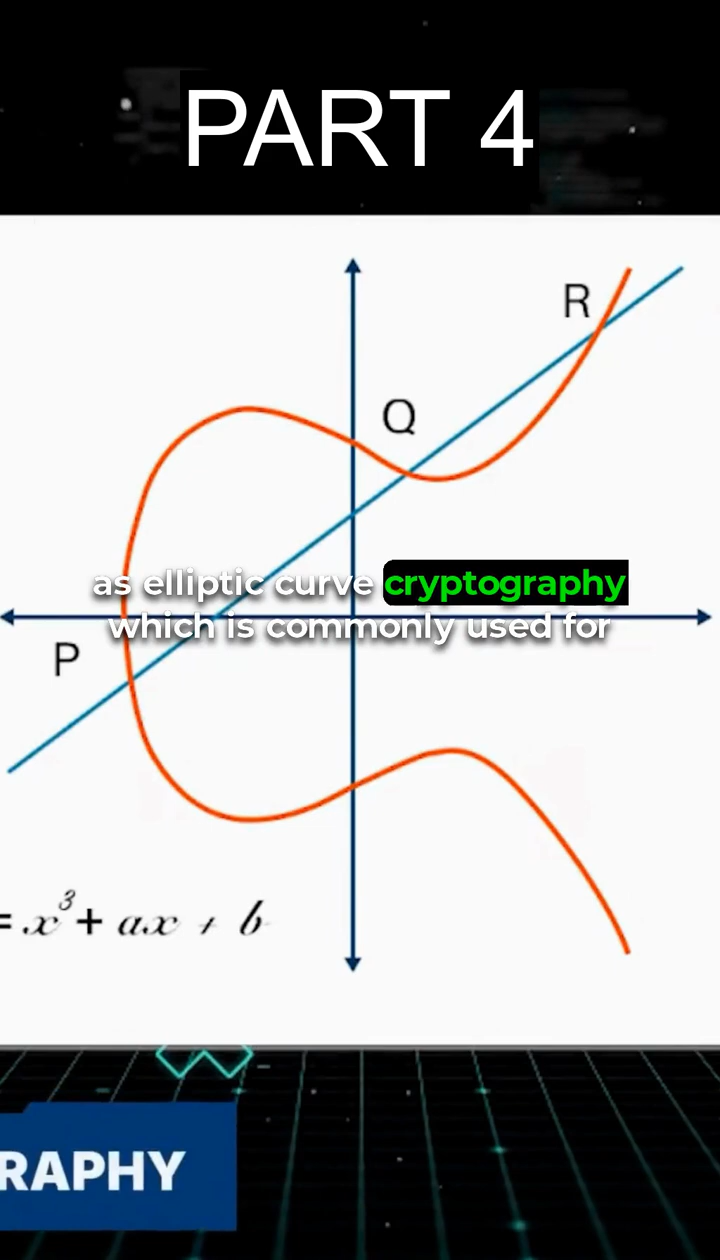 PART 4
R
Q
as elliptic curve cryptography
which is commonly used for
P
= x³ + ax + b
RAPHY